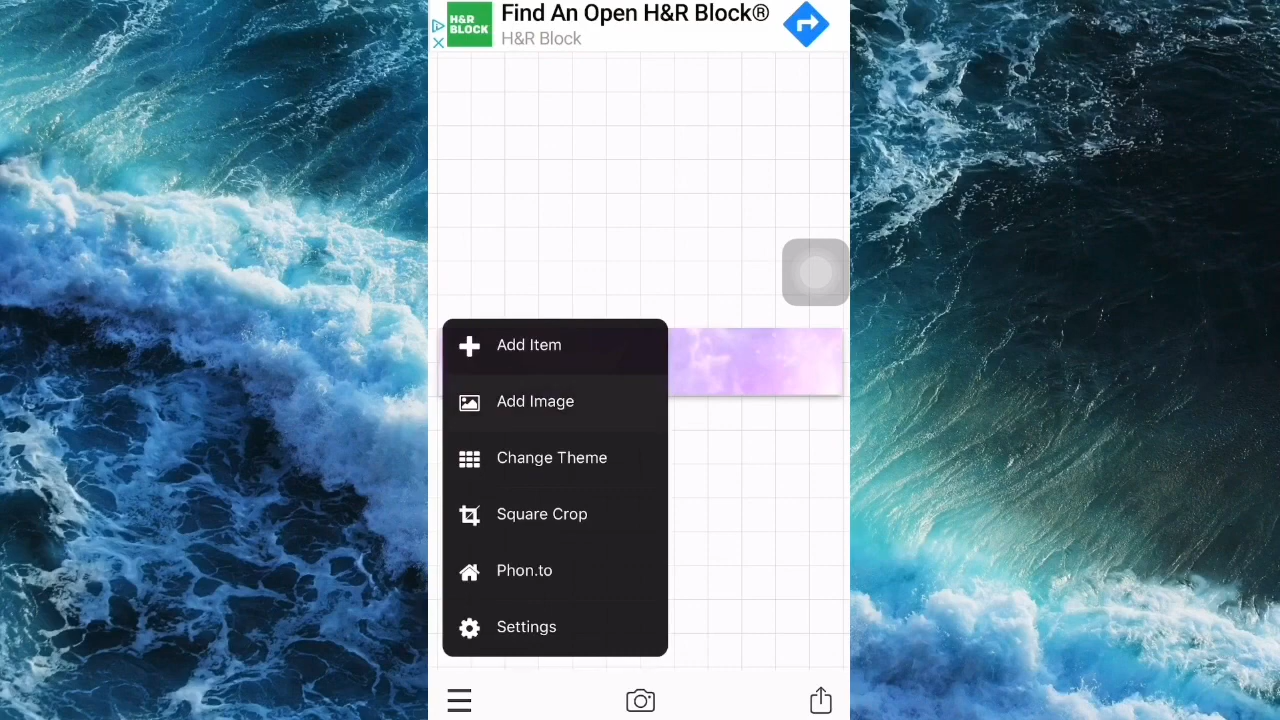 H&R
BLOCK
Find An Open H&R Block®
H&R Block
Add Item
Add Image
Change Theme
Square Crop
Phon.to
Settings